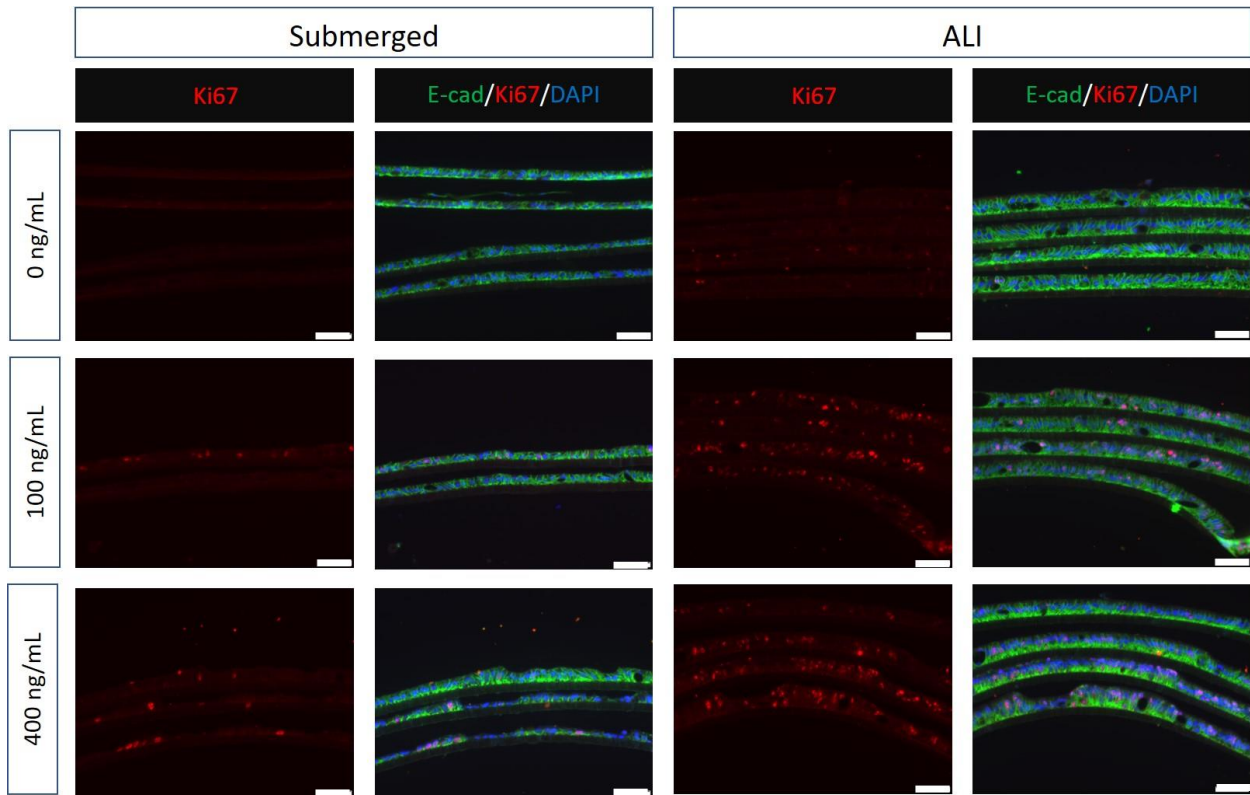 Submerged
ALI
Ki67
E-cad/Ki67/DAPI
Ki67
E-cad/Ki67/DAPI
0 ng/mL
100 ng/mL
400 ng/mL